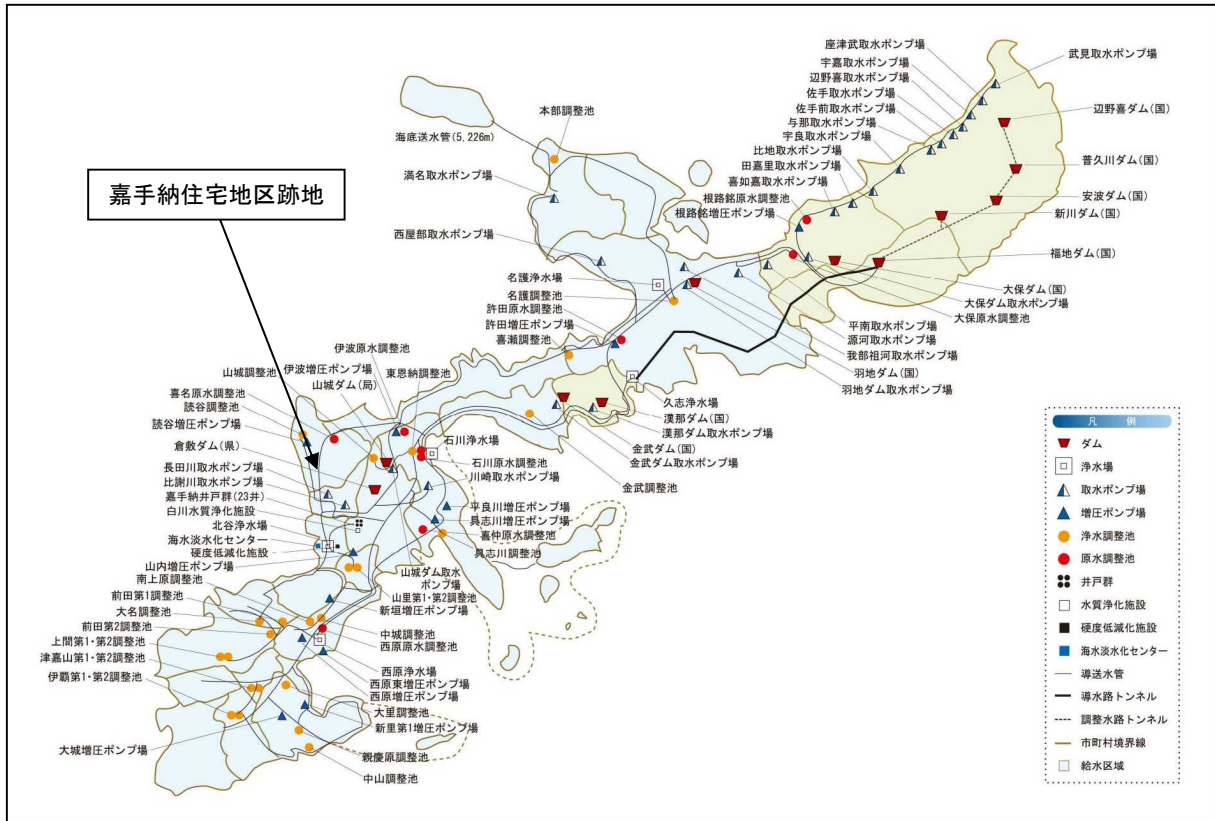 嘉手納住宅地区跡地
本部調整池
海底送水管(5,226m)
満名取水ポンプ場
西屋部取水ポンプ場
名護浄水場
名護調整池
許田原水調整池
許田増圧ポンプ場
喜瀬調整池
座津武取水ポンプ場
宇嘉取水ポンプ場
辺野喜取水ポンプ場
佐手取水ポンプ場
佐手前取水ポンプ場
与那取水ポンプ場
宇良取水ポンプ場
比地取水ポンプ場
田嘉里取水ポンプ場
喜如嘉取水ポンプ場
根路銘原水調整池
根路銘増圧ポンプ場
武見取水ポンプ場
辺野喜ダム(国)
普久川ダム(国)
安波ダム(国)
新川ダム(国)
福地ダム(国)
大保ダム(国)
大保ダム取水ポンプ場
大保原水調整池
平南取水ポンプ場
源河取水ポンプ場
我部祖河取水ポンプ場
羽地ダム(国)
羽地ダム取水ポンプ場
久志浄水場
漢那ダム(国)
漢那ダム取水ポンプ場
金武ダム(国)
金武ダム取水ポンプ場
金武調整池
伊波原水調整池
伊波増圧ポンプ場
東恩納調整池
山城ダム(局)
山城調整池
喜名原水調整池
読谷調整池
読谷増圧ポンプ場
倉敷ダム(県)
長田川取水ポンプ場
比謝川取水ポンプ場
嘉手納井戸群(23井)
白川水質浄化施設
北谷浄水場
海水淡水化センター
硬度低減化施設
山内増圧ポンプ場
南上原調整池
前田第1調整池
大名調整池
前田第2調整池
上間第1・第2調整池
津嘉山第1・第2調整池
伊覇第1・第2調整池
大城増圧ポンプ場
石川浄水場
石川原水調整池
川崎取水ポンプ場
平良川増圧ポンプ場
具志川増圧ポンプ場
喜仲原水調整池
具志川調整池
山城ダム取水
ポンプ場
山里第1・第2調整池
新垣増圧ポンプ場
中城調整池
西原原水調整池
西原浄水場
西原東増圧ポンプ場
西原増圧ポンプ場
大里調整池
新里第1増圧ポンプ場
親慶原調整池
中山調整池
凡 例
ダム
浄水場
取水ポンプ場
増圧ポンプ場
浄水調整池
原水調整池
井戸群
水質浄化施設
硬度低減化施設
海水淡水化センター
導送水管
導水路トンネル
調整水路トンネル
市町村境界線
給水区域